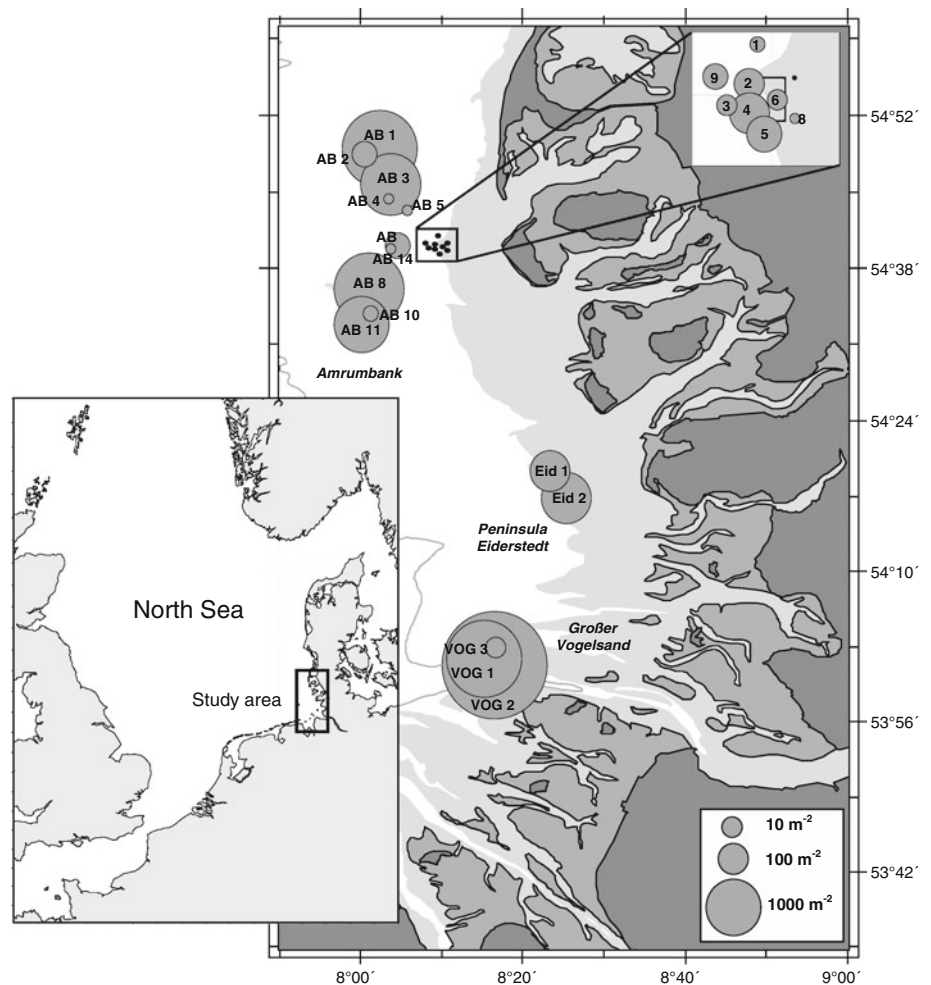 1
9
2
3
4
6
8
5
54°52´
AB 1
AB 2
AB 3
AB 4
AB 5
AB
AB 14
54°38´
AB 8
AB 10
AB 11
Amrumbank
54°24´
Eid 1
Eid 2
Peninsula
Eiderstedt
54°10´
North Sea
Großer
Vogelsand
VOG 3
VOG 1
VOG 2
Study area
53°56´
10 m-2
100 m-2
1000 m-2
53°42´
8°00´
8°20´
8°40´
9°00´